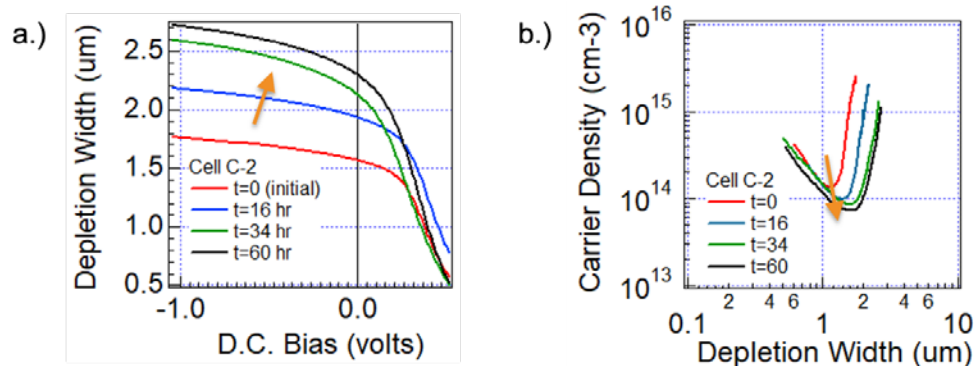 a.)
Depletion Width (um)
2.5
2.0
1.5
1.0
0.5
Cell C-2
t=0 (initial)
t=16 hr
t=34 hr
t=60 hr
-1.0
0.0
D.C. Bias (volts)
b.)
Carrier Density (cm-3)
10^16
10^15
10^14
10^13
Cell C-2
t=0
t=16
t=34
t=60
0.1
2
4
6
1
2
4
6
10
Depletion Width (um)